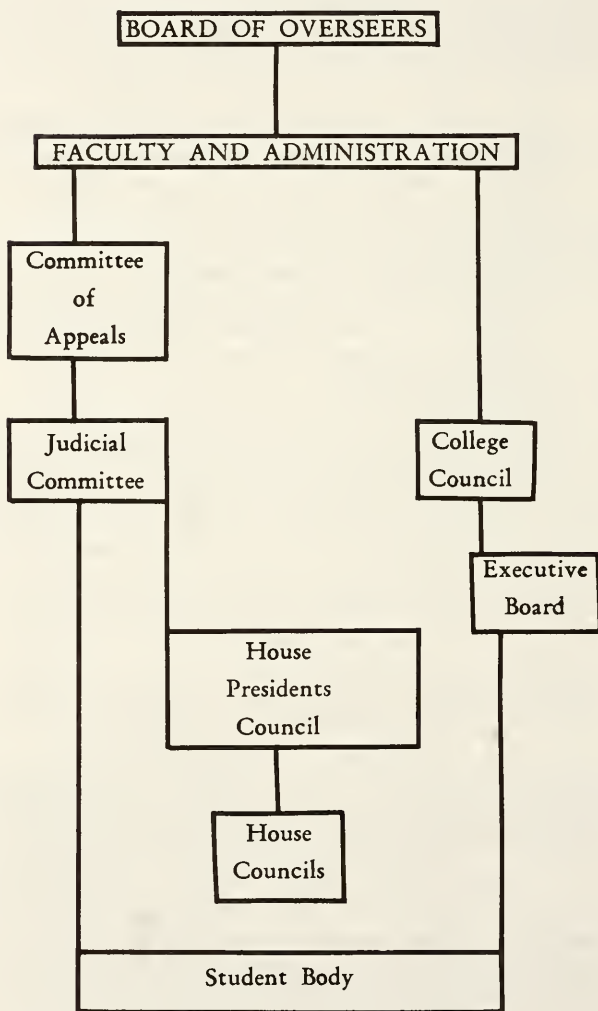 BOARD OF OVERSEERS
FACULTY AND ADMINISTRATION
Committee
of
Appeals
Judicial
Committee
College
Council
Executive
Board
House
Presidents
Council
House
Councils
Student Body